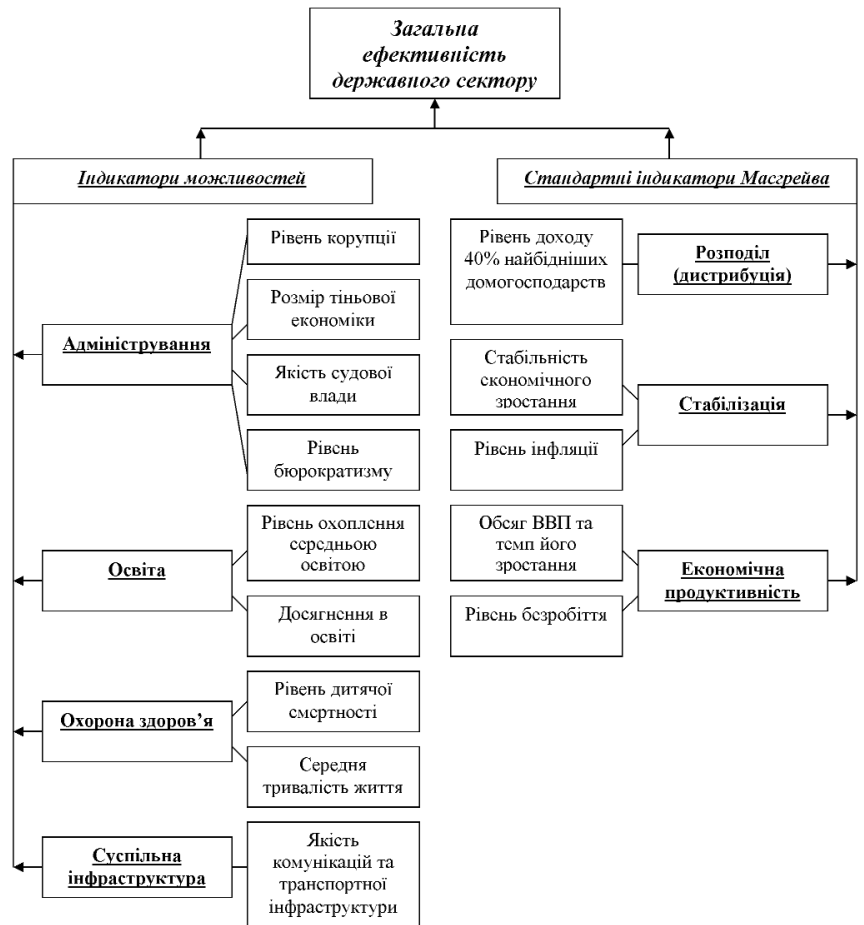 Загальна
ефективність
державного сектору
Індикатори можливостей
Стандартні індикатори Масгрейва
Адміністрування
Рівень корупції
Розмір тіньової
економіки
Якість судової
влади
Рівень
бюрократизму
Освіта
Рівень охоплення
середньою
освітою
Досягнення в
освіті
Охорона здоров’я
Рівень дитячої
смертності
Середня
тривалість життя
Суспільна
інфраструктура
Якість
комунікацій та
транспортної
інфраструктури
Рівень доходу
40% найбідніших
домогосподарств
Розподіл
(дистрибуція)
Стабільність
економічного
зростання
Рівень інфляції
Стабілізація
Обсяг ВВП та
темп його
зростання
Рівень безробіття
Економічна
продуктивність